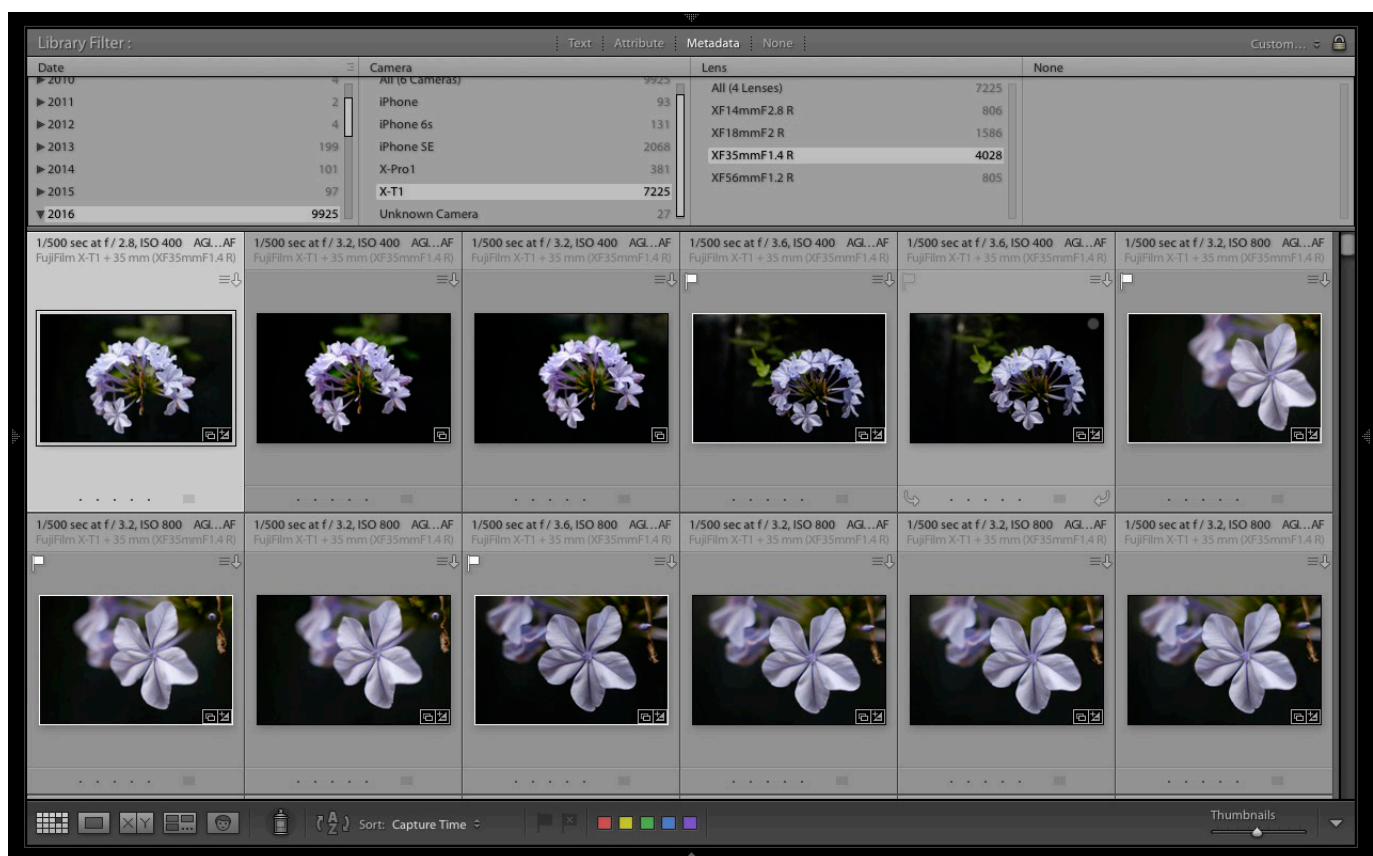 Library Filter :
Text Attribute Metadata None
Custom...
Date Camera Lens None
2010 4
2011 2
2012 4
2013 199
2014 101
2015 97
2016 9925
All (6 Cameras) 9925
iPhone 93
iPhone 6s 131
iPhone SE 2068
X-Pro1 381
X-T1 7225
Unknown Camera 27
All (4 Lenses) 7225
XF14mmF2.8 R 806
XF18mmF2 R 1586
XF35mmF1.4 R 4028
XF56mmF1.2 R 805
1/500 sec at f / 2.8, ISO 400 AGI...AF
FujiFilm X-T1 + 35 mm (XF35mmF1.4 R)
1/500 sec at f / 3.2, ISO 400 AGI...AF
FujiFilm X-T1 + 35 mm (XF35mmF1.4 R)
1/500 sec at f / 3.2, ISO 400 AGI...AF
FujiFilm X-T1 + 35 mm (XF35mmF1.4 R)
1/500 sec at f / 3.6, ISO 400 AGI...AF
FujiFilm X-T1 + 35 mm (XF35mmF1.4 R)
1/500 sec at f / 3.6, ISO 400 AGI...AF
FujiFilm X-T1 + 35 mm (XF35mmF1.4 R)
1/500 sec at f / 3.2, ISO 800 AGI...AF
FujiFilm X-T1 + 35 mm (XF35mmF1.4 R)
1/500 sec at f / 3.2, ISO 800 AGI...AF
FujiFilm X-T1 + 35 mm (XF35mmF1.4 R)
1/500 sec at f / 3.2, ISO 800 AGI...AF
FujiFilm X-T1 + 35 mm (XF35mmF1.4 R)
1/500 sec at f / 3.6, ISO 800 AGI...AF
FujiFilm X-T1 + 35 mm (XF35mmF1.4 R)
1/500 sec at f / 3.2, ISO 800 AGI...AF
FujiFilm X-T1 + 35 mm (XF35mmF1.4 R)
1/500 sec at f / 3.2, ISO 800 AGI...AF
FujiFilm X-T1 + 35 mm (XF35mmF1.4 R)
1/500 sec at f / 3.2, ISO 800 AGI...AF
FujiFilm X-T1 + 35 mm (XF35mmF1.4 R)
X Y
A Z
Sort: Capture Time
Thumbnails